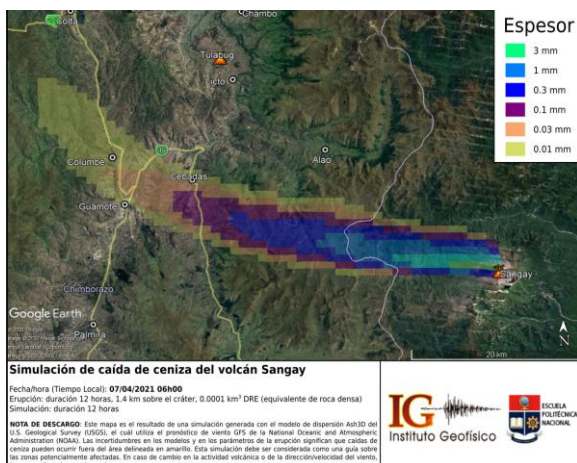 Colta
Chambo
Tulabug
Lictos
Columbe
Cebadas
Alao
Guamote
Chimborazo
Palmira
Sangay
Google Earth
20 km
N
Espesor
3 mm
1 mm
0.3 mm
0.1 mm
0.03 mm
0.01 mm
Simulación de caída de ceniza del volcán Sangay
Fecha/hora (Tiempo Local): 07/04/2021 06h00
Erupción: duración 12 horas, 1.4 km sobre el cráter, 0.0001 km³ DRE (equivalente de roca densa)
Simulación: duración 12 horas
NOTA DE DESCARGO: Este mapa es el resultado de una simulación generada con el modelo de dispersión Ash3D del
U.S. Geological Survey (USGS), el cuál utiliza el pronóstico de viento GFS de la National Oceanic and Atmospheric
Administration (NOAA). Las incertidumbres en los modelos y en los parámetros de la erupción significan que caídas de
ceniza pueden ocurrir fuera del área delineada en amarillo. Esta simulación debe ser considerada como una guía sobre
las zonas potencialmente afectadas. En caso de cambio en la actividad volcánica o de la dirección/velocidad del viento,
IG
Instituto Geofísico
ESCUELA
POLITÉCNICA
NACIONAL